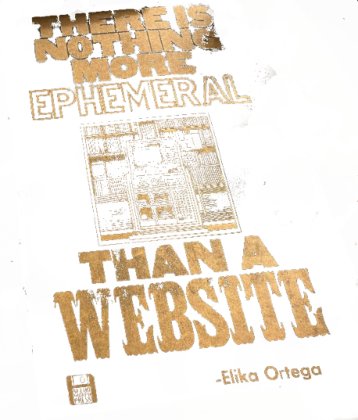 THERE IS
NOTHING
MORE
EPHEMERAL
THAN A
WEBSITE
-Elika Ortega